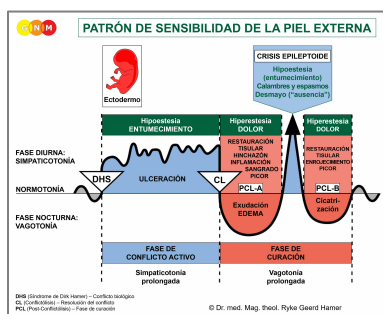 GNM
PATRÓN DE SENSIBILIDAD DE LA PIEL EXTERNA
CRISIS EPILEPTOIDE
Hipoestesia
(entumecimiento)
Calambres y espasmos
Desmayo ("ausencia")
Ectodermo
Hipoestesia
ENTUMECIMIENTO
Hiperestesia
DOLOR
Hiperestesia
DOLOR
FASE DIURNA:
SIMPATICOTONÍA
RESTAURACIÓN
TISULAR
HINCHAZÓN
INFLAMACIÓN
SANGRADO
PICOR
RESTAURACIÓN
TISULAR
ENROJECIMIENTO
PICOR
DHS
ULCERACIÓN
CL
PCL-A
PCL-B
NORMOTONÍA
Exudación
EDEMA
Cicatri-
zación
FASE NOCTURNA:
VAGOTONÍA
FASE DE
CONFLICTO ACTIVO
FASE DE
CURACIÓN
Simpaticotonía
prolongada
Vagotonía
prolongada
DHS (Síndrome de Dirk Hamer) – Conflicto biológico
CL (Conflictólisis) – Resolución del conflicto
PCL (Post-Conflictólisis) – Fase de curación
© Dr. med. Mag. theol. Ryke Geerd Hamer